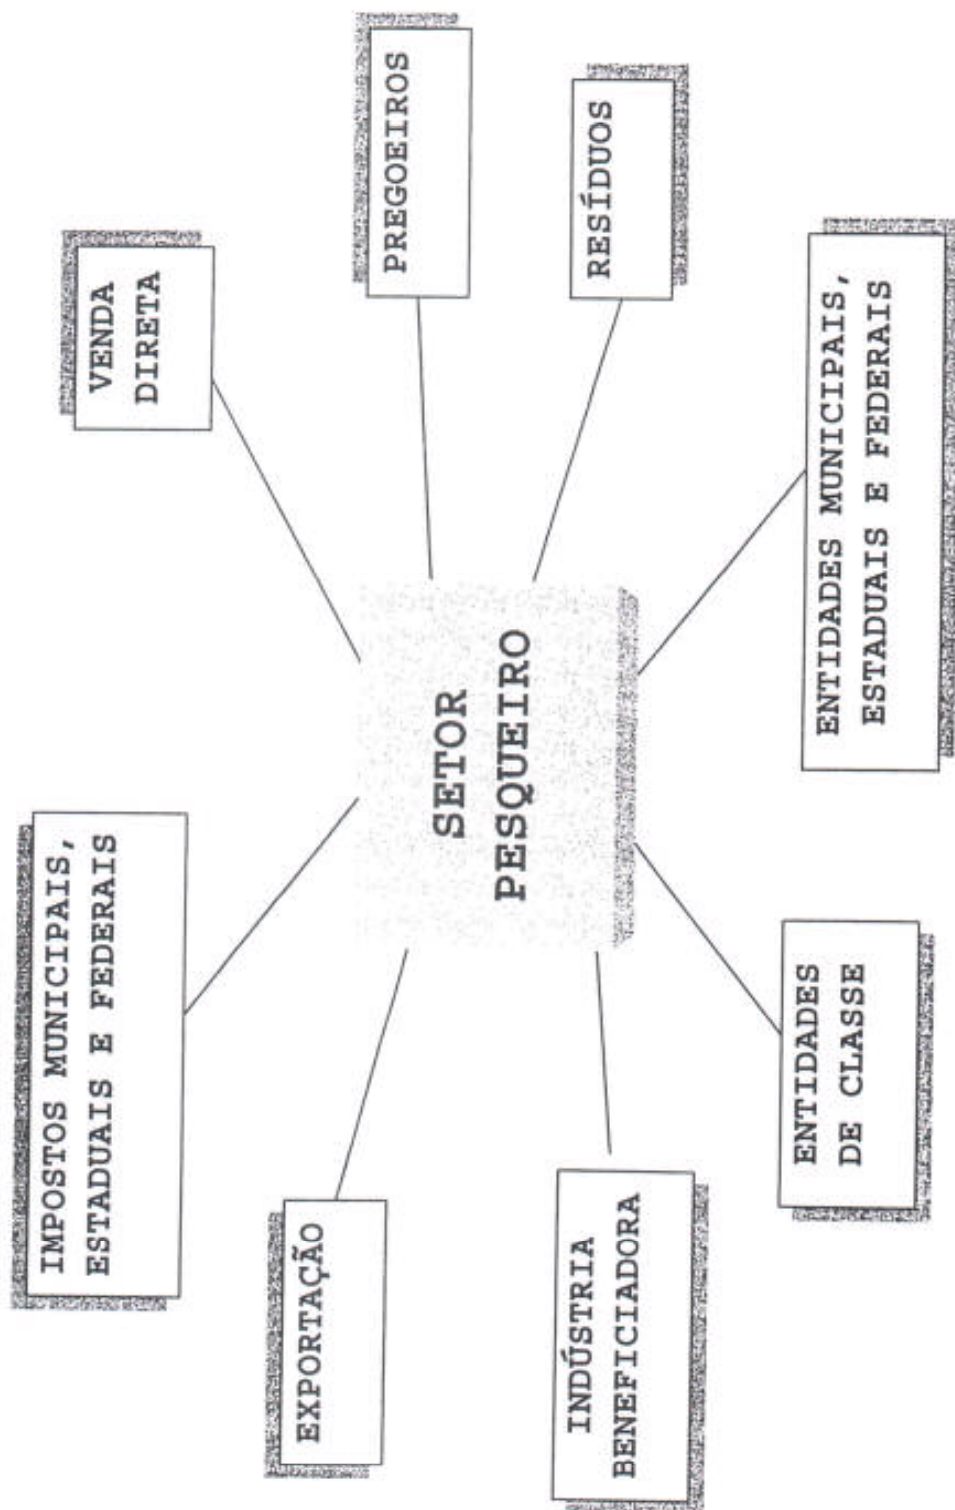 IMPOSTOS MUNICIPAIS,
ESTADUAIS E FEDERAIS
VENDA
DIRETA
EXPORTAÇÃO
PREGOEIROS
SETOR
PESQUEIRO
INDÚSTRIA
BENEFICIADORA
RESÍDUOS
ENTIDADES
DE CLASSE
ENTIDADES MUNICIPAIS,
ESTADUAIS E FEDERAIS